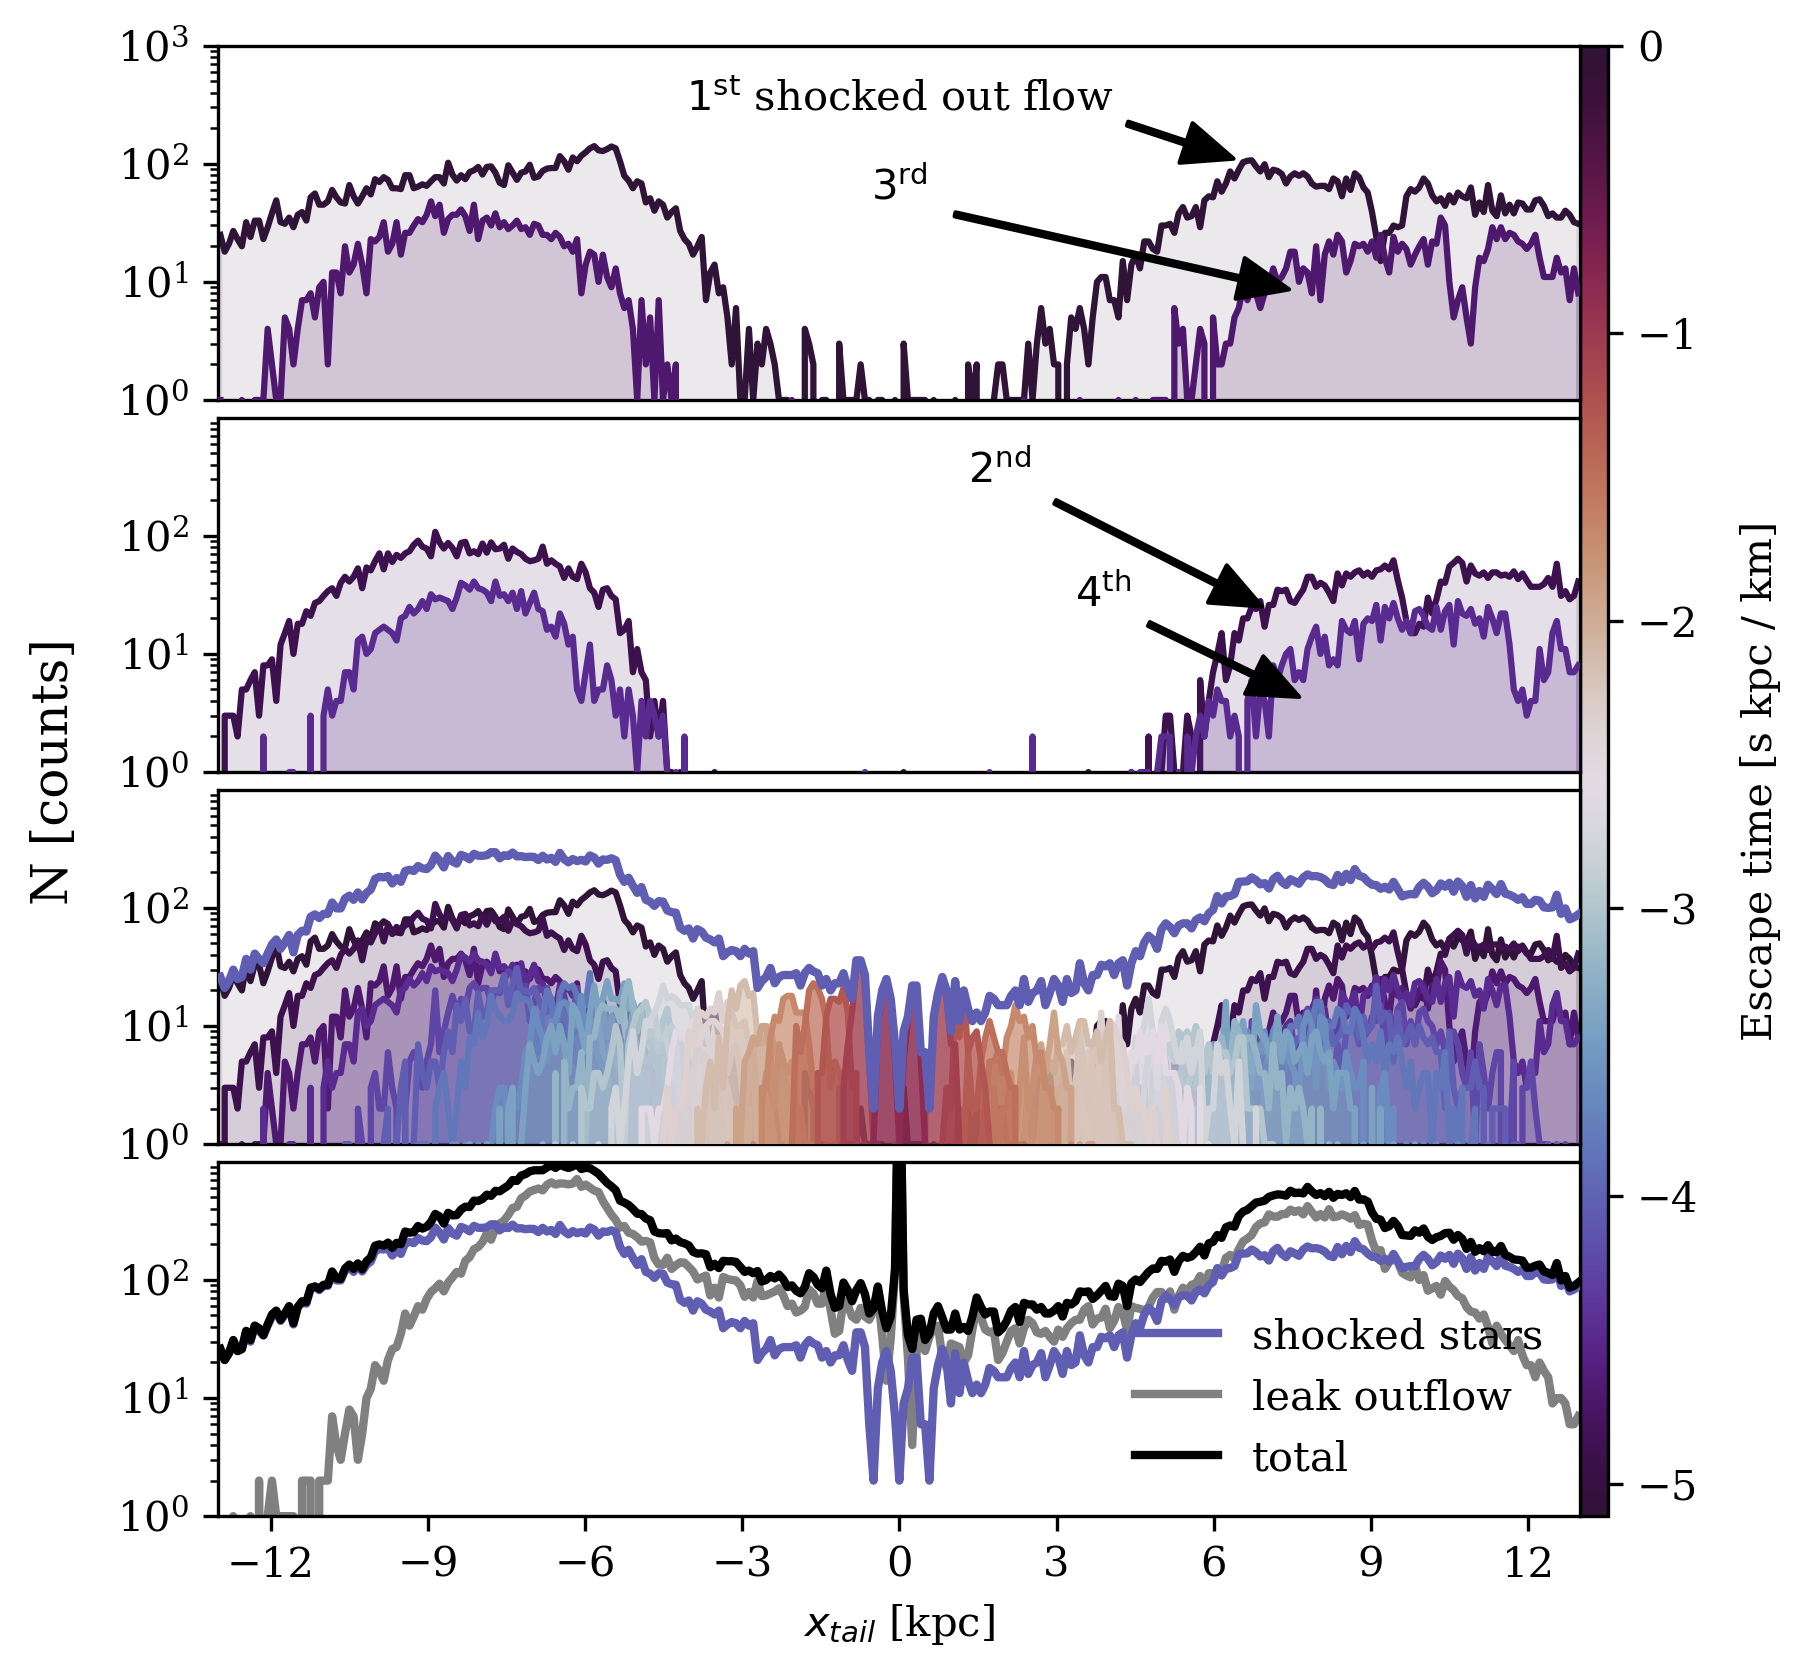 10³
1ˢᵗ shocked out flow
10²
3ʳᵈ
10¹
10⁰
2ⁿᵈ
10²
4ᵗʰ
10¹
10⁰
10²
10¹
10⁰
10²
shocked stars
10¹
leak outflow
total
10⁰
−12 −9 −6 −3 0 3 6 9 12
x_tail [kpc]
N [counts]
0
−1
−2
−3
−4
−5
Escape time [s kpc / km]